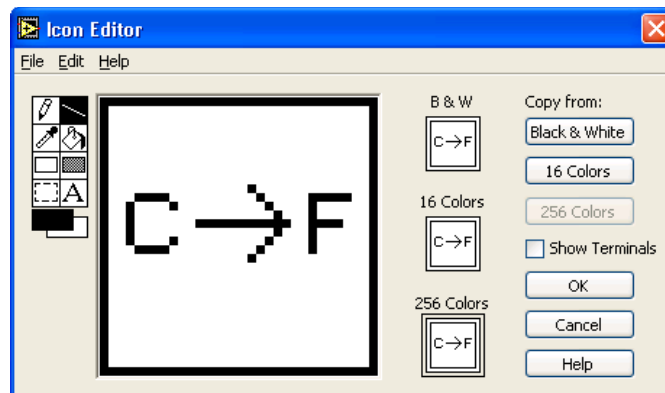 Icon Editor
File Edit Help
B & W
C→F
16 Colors
C→F
256 Colors
C→F
A
C→F
Copy from:
Black & White
16 Colors
256 Colors
Show Terminals
OK
Cancel
Help